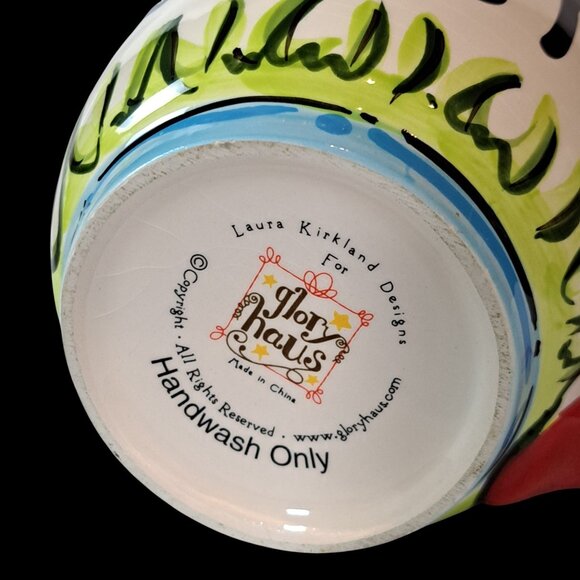 Laura Kirkland Designs
For
glory
haus
Made in China
©Copyright · All Rights Reserved · www.gloryhaus.com
Handwash Only